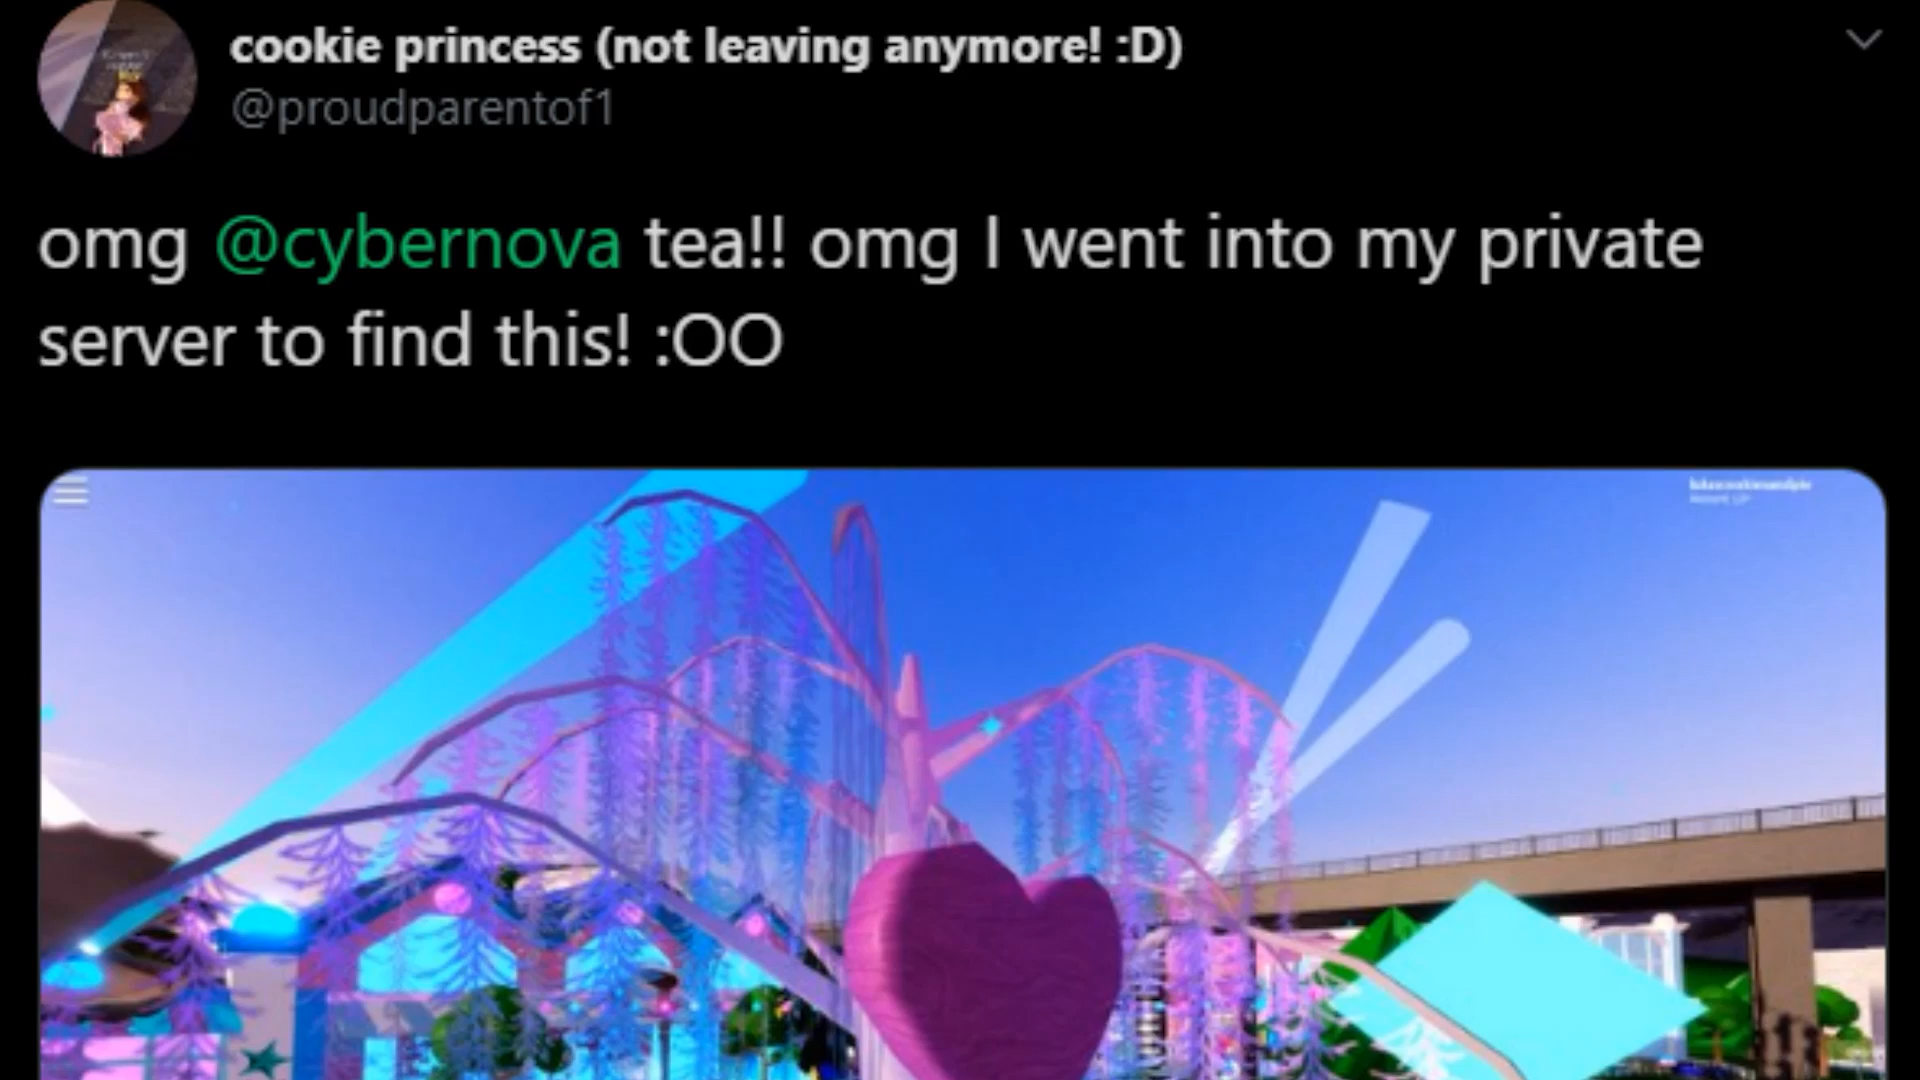 cookie princess (not leaving anymore! :D)
@proudparentof1
omg @cybernova tea!! omg I went into my private
server to find this! :OO